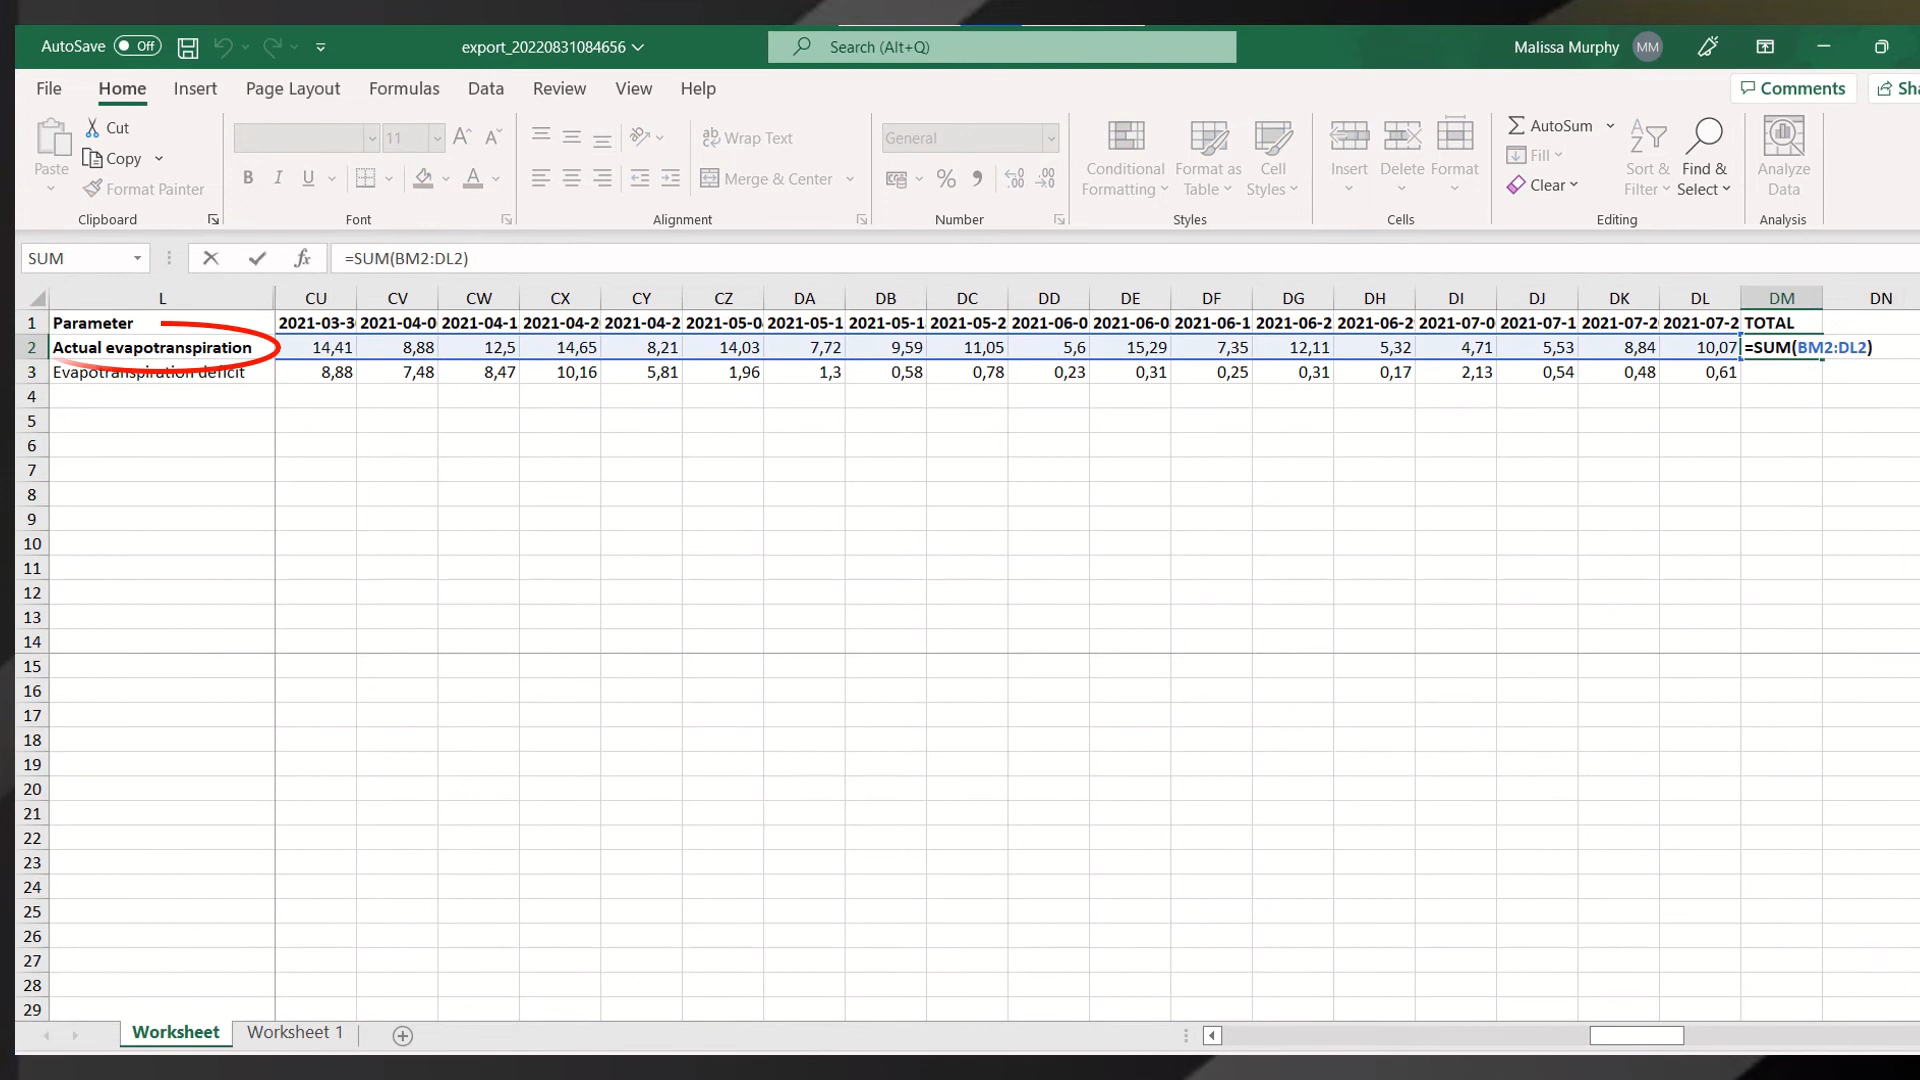 AutoSave Off export_20220831084656 Search (Alt+Q) Malissa Murphy MM
File Home Insert Page Layout Formulas Data Review View Help Comments Sha
Paste Cut Copy Format Painter Clipboard
11 B I U A A A Font
ab Wrap Text Merge & Center Alignment
General % Number
Conditional Formatting Format as Table Cell Styles Styles
Insert Delete Format Cells
AutoSum Fill Clear Sort & Filter Find & Select Editing
Analyze Data Analysis
SUM fx =SUM(BM2:DL2)
L CU CV CW CX CY CZ DA DB DC DD DE DF DG DH DI DJ DK DL DM DN
1 Parameter 2021-03-3 2021-04-0 2021-04-1 2021-04-2 2021-04-2 2021-05-0 2021-05-1 2021-05-1 2021-05-2 2021-06-0 2021-06-0 2021-06-1 2021-06-2 2021-06-2 2021-07-0 2021-07-1 2021-07-2 2021-07-2 TOTAL
2 Actual evapotranspiration 14,41 8,88 12,5 14,65 8,21 14,03 7,72 9,59 11,05 5,6 15,29 7,35 12,11 5,32 4,71 5,53 8,84 10,07 =SUM(BM2:DL2)
3 Evapotranspiration deficit 8,88 7,48 8,47 10,16 5,81 1,96 1,3 0,58 0,78 0,23 0,31 0,25 0,31 0,17 2,13 0,54 0,48 0,61
4
5
6
7
8
9
10
11
12
13
14
15
16
17
18
19
20
21
22
23
24
25
26
27
28
29
Worksheet Worksheet 1